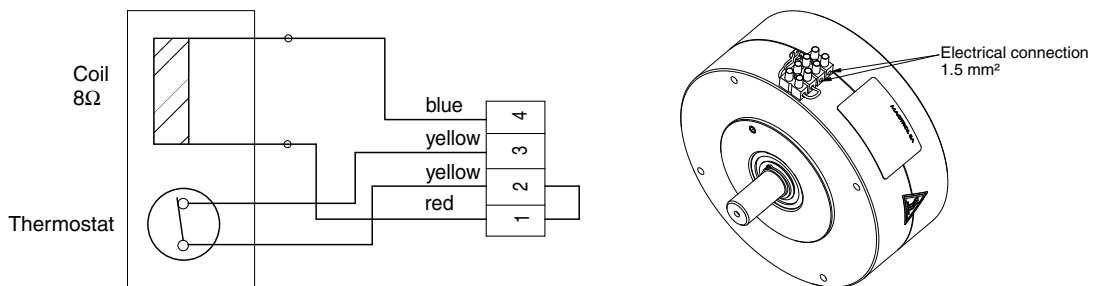 Coil
8Ω
Thermostat
blue
yellow
yellow
red
4
3
2
1
Electrical connection
1.5 mm²